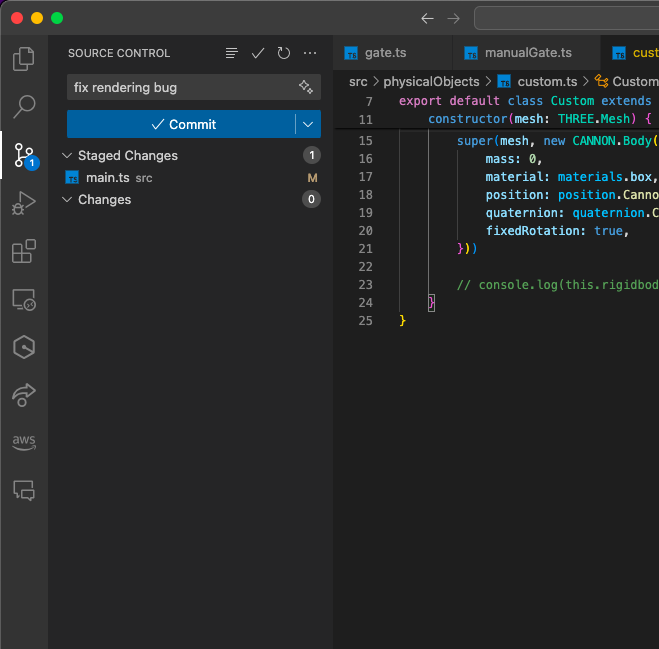 gate.ts
manualGate.ts
SOURCE CONTROL
src > physicalObjects > custom.ts > Custom
fix rendering bug
Commit
Staged Changes 1
main.ts src M
Changes 0
1
aws
7 export default class Custom extends
11 constructor(mesh: THREE.Mesh) {
15 super(mesh, new CANNON.Body(
16 mass: 0,
17 material: materials.box,
18 position: position.Canno
19 quaternion: quaternion.C
20 fixedRotation: true,
21 }))
22
23 // console.log(this.rigidbod
24 }
25 }